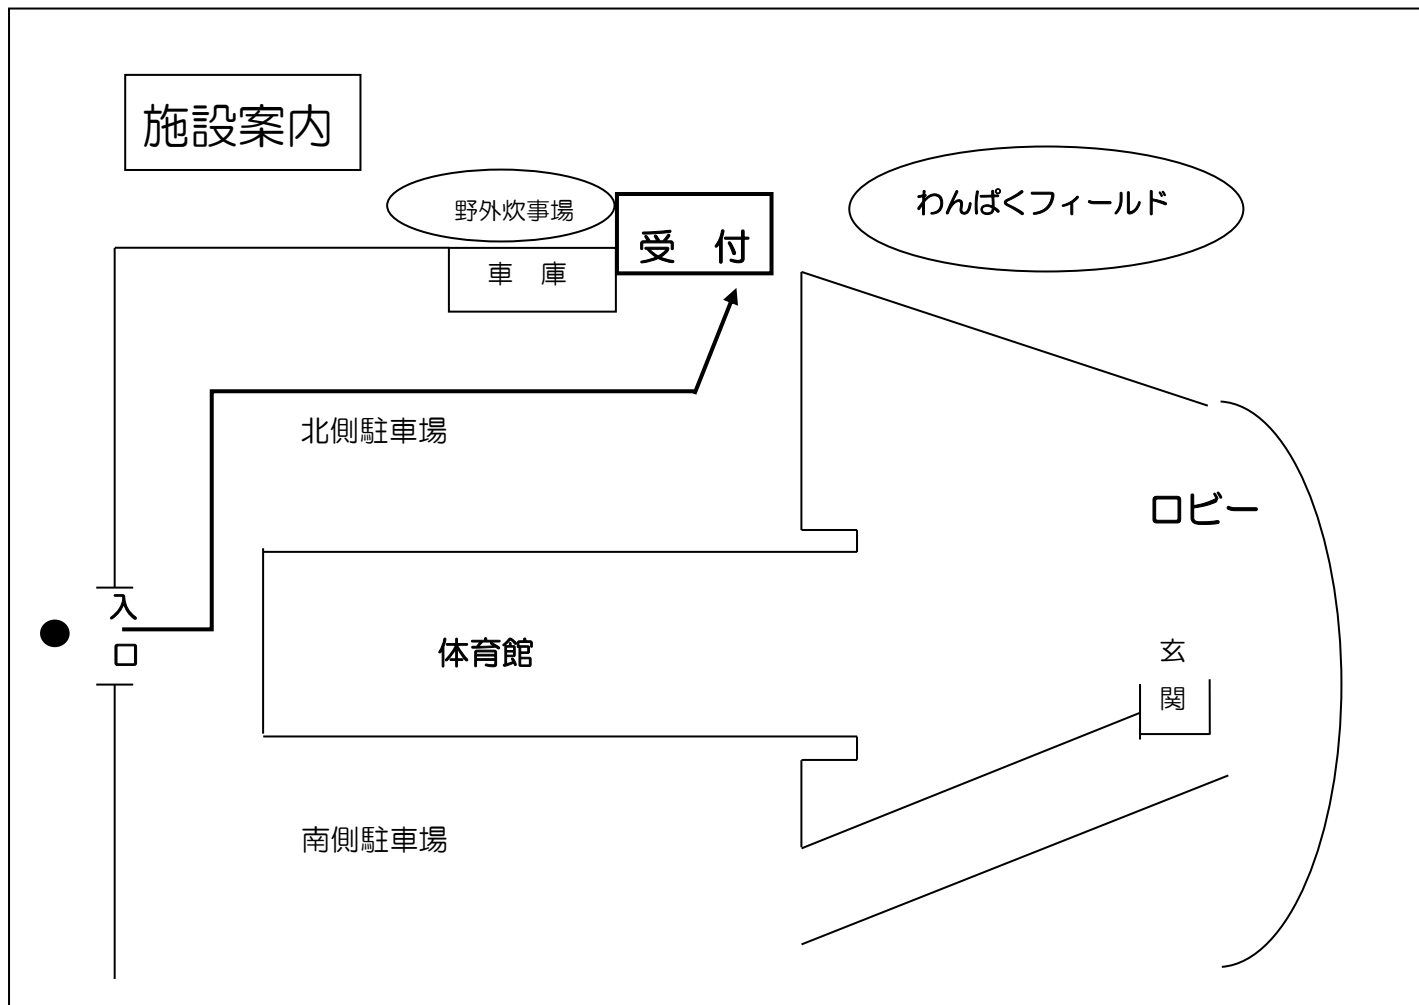 施設案内
わんぱくフィールド
野外炊事場
受　付
車　庫
北側駐車場
ロビー
入
口
体育館
玄
関
南側駐車場